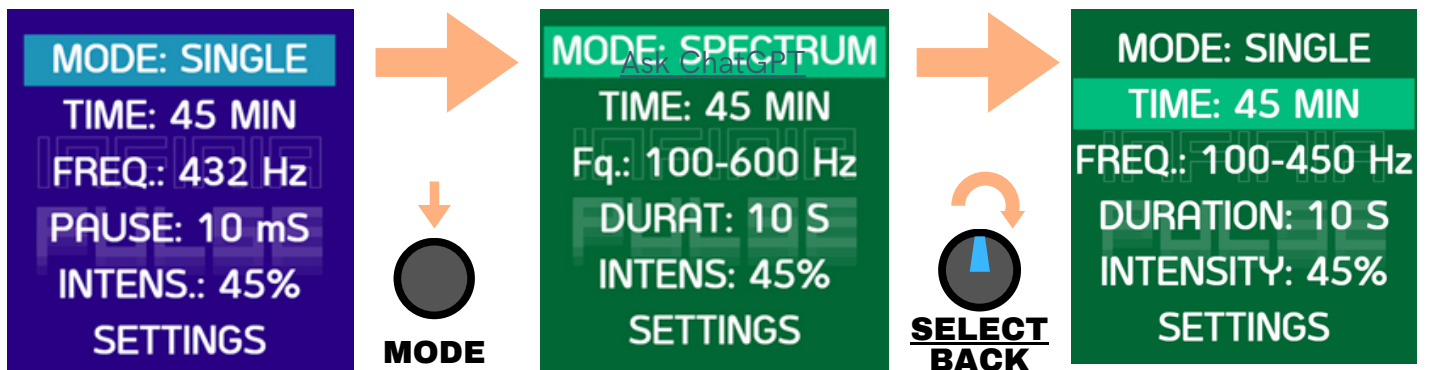 MODE: SINGLE
TIME: 45 MIN
FREQ.: 432 Hz
PAUSE: 10 mS
INTENS.: 45%
SETTINGS
MODE
MODE: SPECTRUM
Ask ChatGPT
TIME: 45 MIN
Fq.: 100-600 Hz
DURAT: 10 S
INTENS: 45%
SETTINGS
SELECT
BACK
MODE: SINGLE
TIME: 45 MIN
FREQ.: 100-450 Hz
DURATION: 10 S
INTENSITY: 45%
SETTINGS